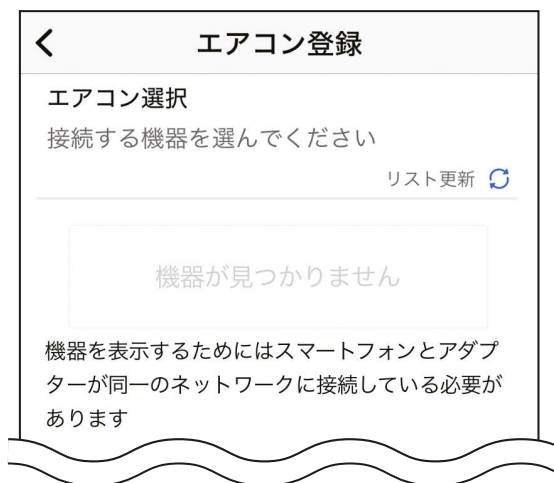 エアコン登録
エアコン選択
接続する機器を選んでください
リスト更新
機器が見つかりません
機器を表示するためにはスマートフォンとアダプ
ターが同一のネットワークに接続している必要が
あります